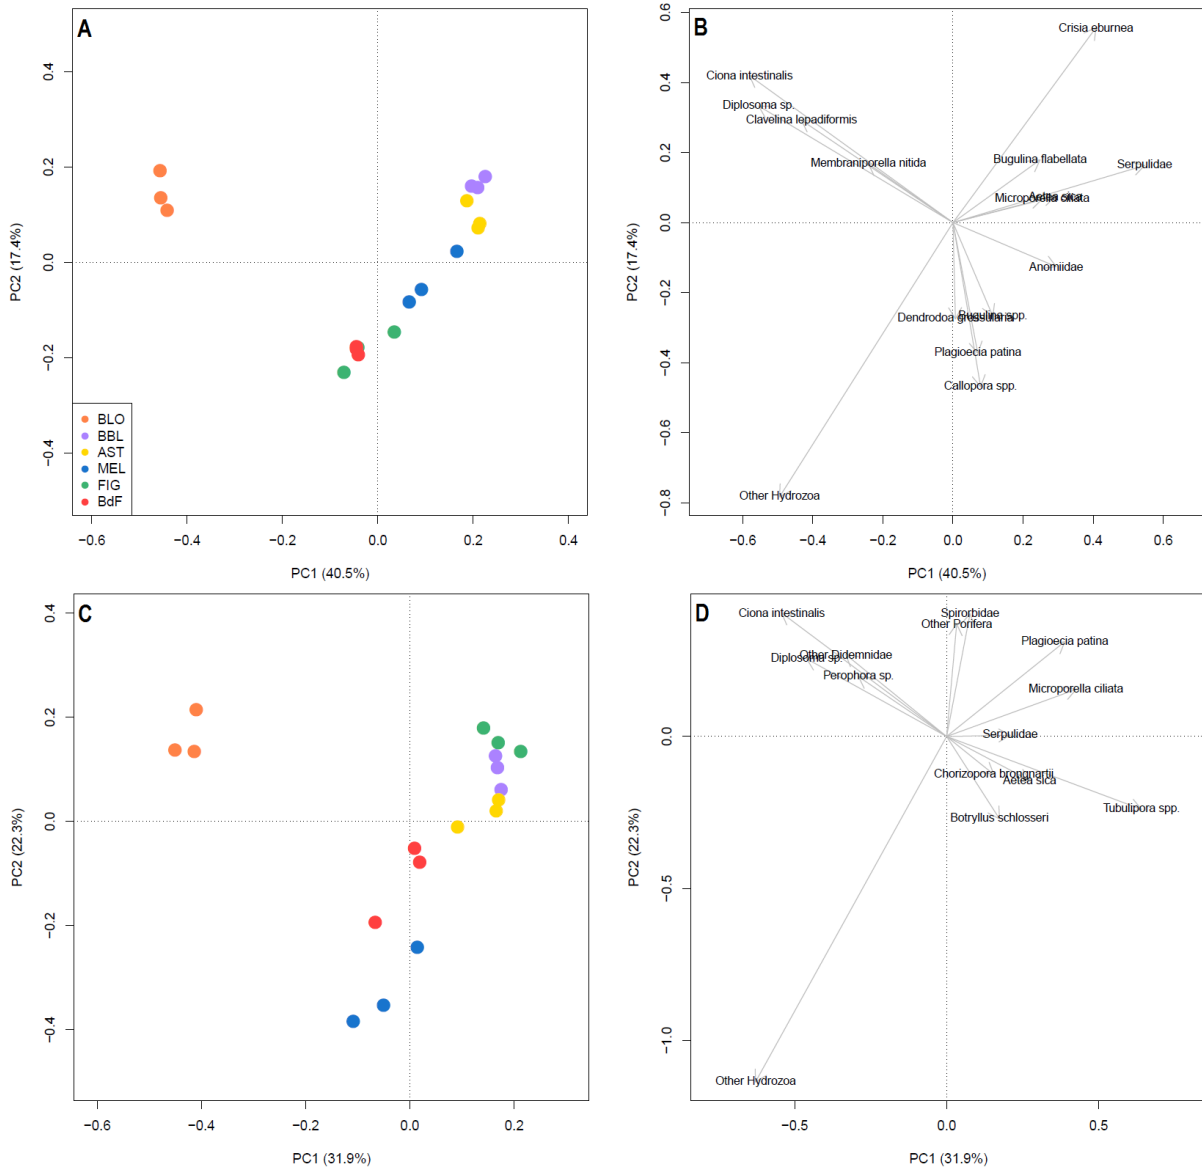 A
0.4
0.2
0.0
−0.2
−0.4
PC2 (17.4%)
BLO
BBL
AST
MEL
FIG
BdF
−0.6
−0.4
−0.2
0.0
0.2
0.4
PC1 (40.5%)
B
0.6
0.4
0.2
0.0
−0.2
−0.4
−0.6
−0.8
PC2 (17.4%)
Crisia eburnea
Ciona intestinalis
Diplosoma sp.
Clavelina lepadiformis
Membraniporella nitida
Bugulina flabellata
Serpulidae
Aetea sica
Microporella ciliata
Anomiidae
Bugulina spp.
Dendrodoa grossularia
Plagioecia patina
Callopora spp.
Other Hydrozoa
−0.6
−0.4
−0.2
0.0
0.2
0.4
0.6
PC1 (40.5%)
C
0.4
0.2
0.0
−0.2
−0.4
PC2 (22.3%)
−0.6
−0.4
−0.2
0.0
0.2
PC1 (31.9%)
D
0.0
−0.5
−1.0
PC2 (22.3%)
Ciona intestinalis
Spirorbidae
Other Porifera
Plagioecia patina
Other Didemnidae
Diplosoma sp.
Perophora sp.
Microporella ciliata
Serpulidae
Chorizopora brongnartii
Aetea sica
Tubulipora spp.
Botryllus schlosseri
Other Hydrozoa
−0.5
0.0
0.5
PC1 (31.9%)